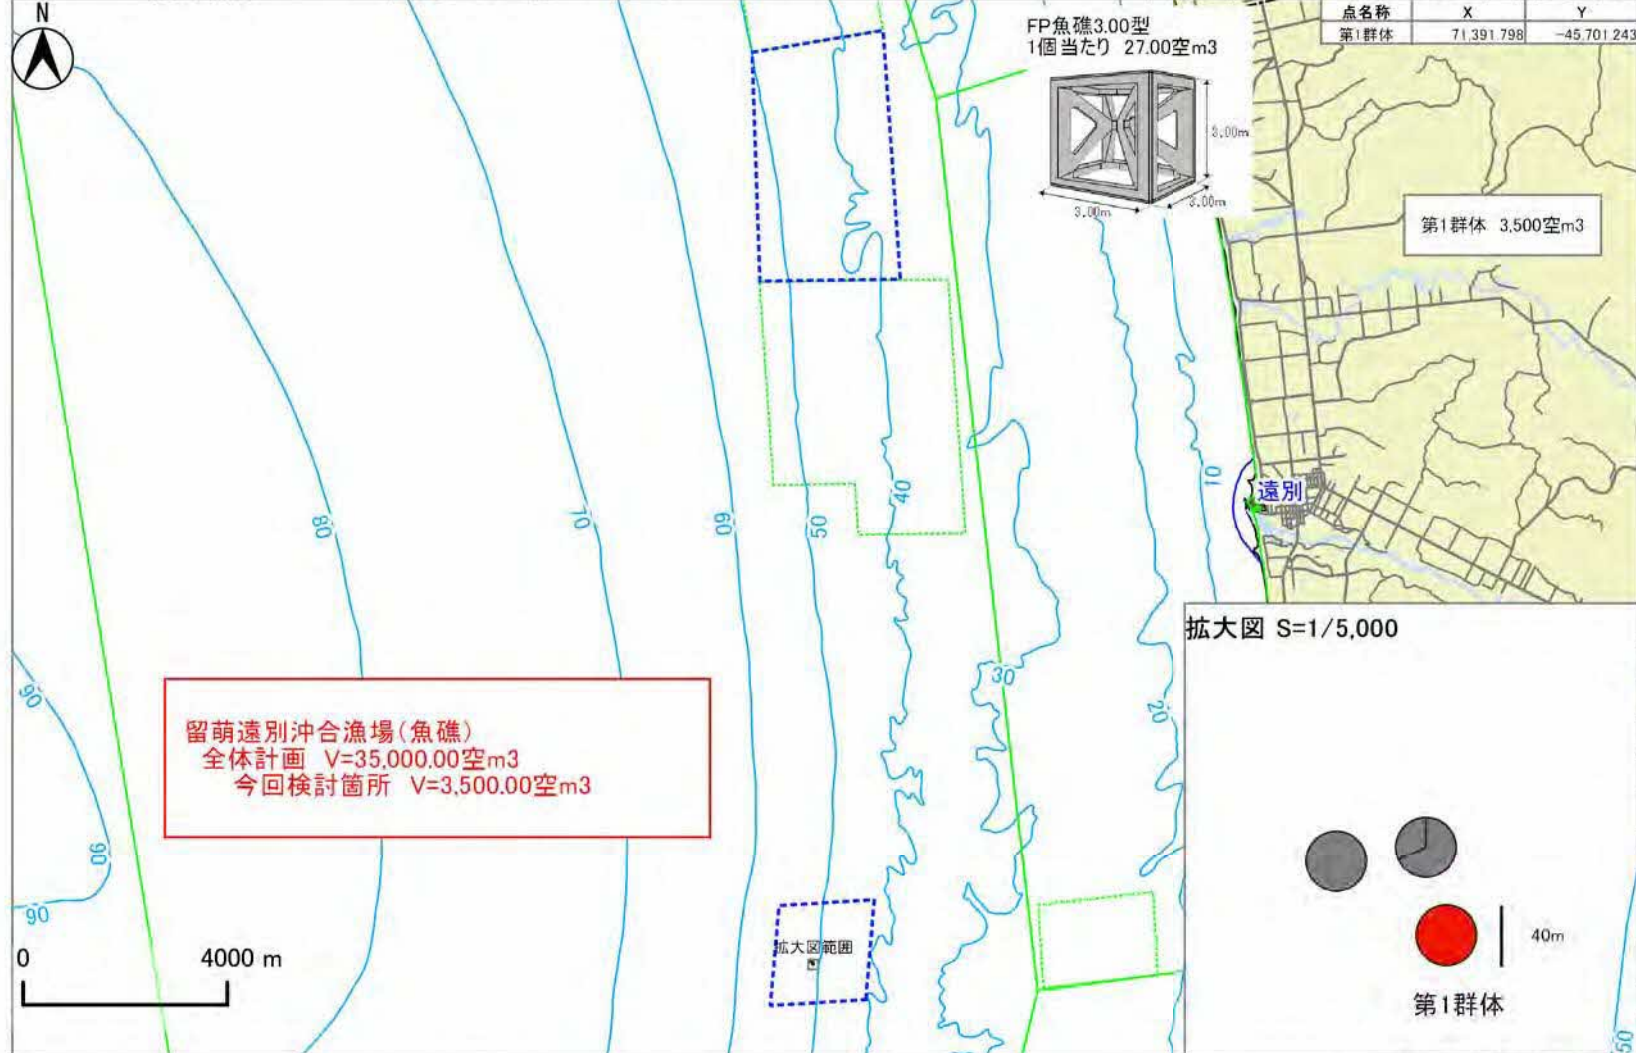 N
FP魚礁3.00型
1個当たり 27.00空m3
3.00m
3.00m
3.00m
点名称 X Y
第1群体 71,391.798 -45,701.243
第1群体 3,500空m3
遠別
80
70
60
50
40
30
20
10
90
90
90
留萌遠別沖合漁場(魚礁)
全体計画 V=35,000.00空m3
今回検討箇所 V=3,500.00空m3
0 4000 m
拡大図範囲
拡大図 S=1/5,000
40m
第1群体
50